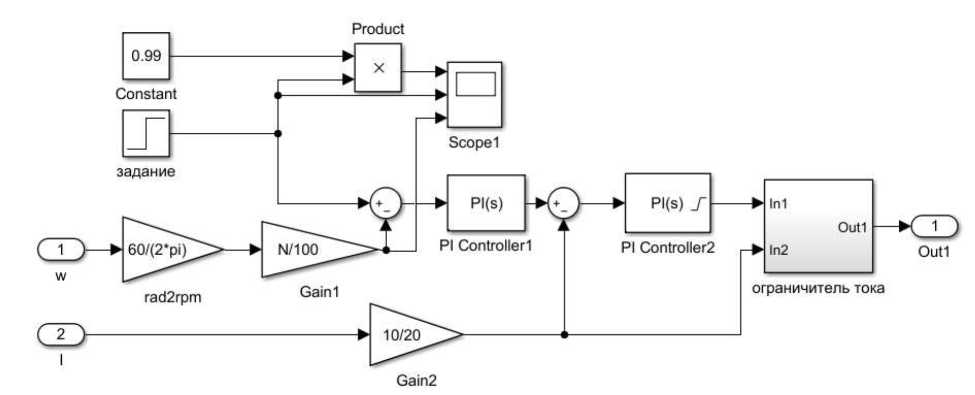 Product
0.99
×
Constant
Scope1
задание
+
−
PI(s)
+
−
PI(s)
In1
Out1
1
Out1
In2
PI Controller1
PI Controller2
ограничитель тока
1
w
60/(2*pi)
rad2rpm
N/100
Gain1
2
I
10/20
Gain2